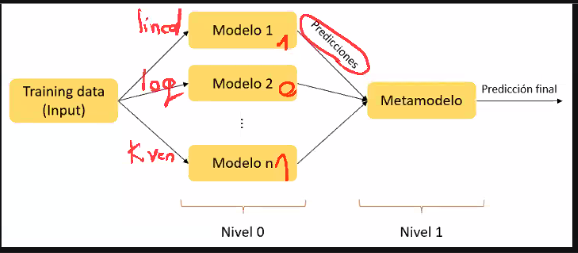 lineal
Modelo 1
1
Predicciones
log
Modelo 2
0
Training data
(Input)
Metamodelo
Predicción final
⋮
K ven
Modelo n
1
Nivel 0
Nivel 1